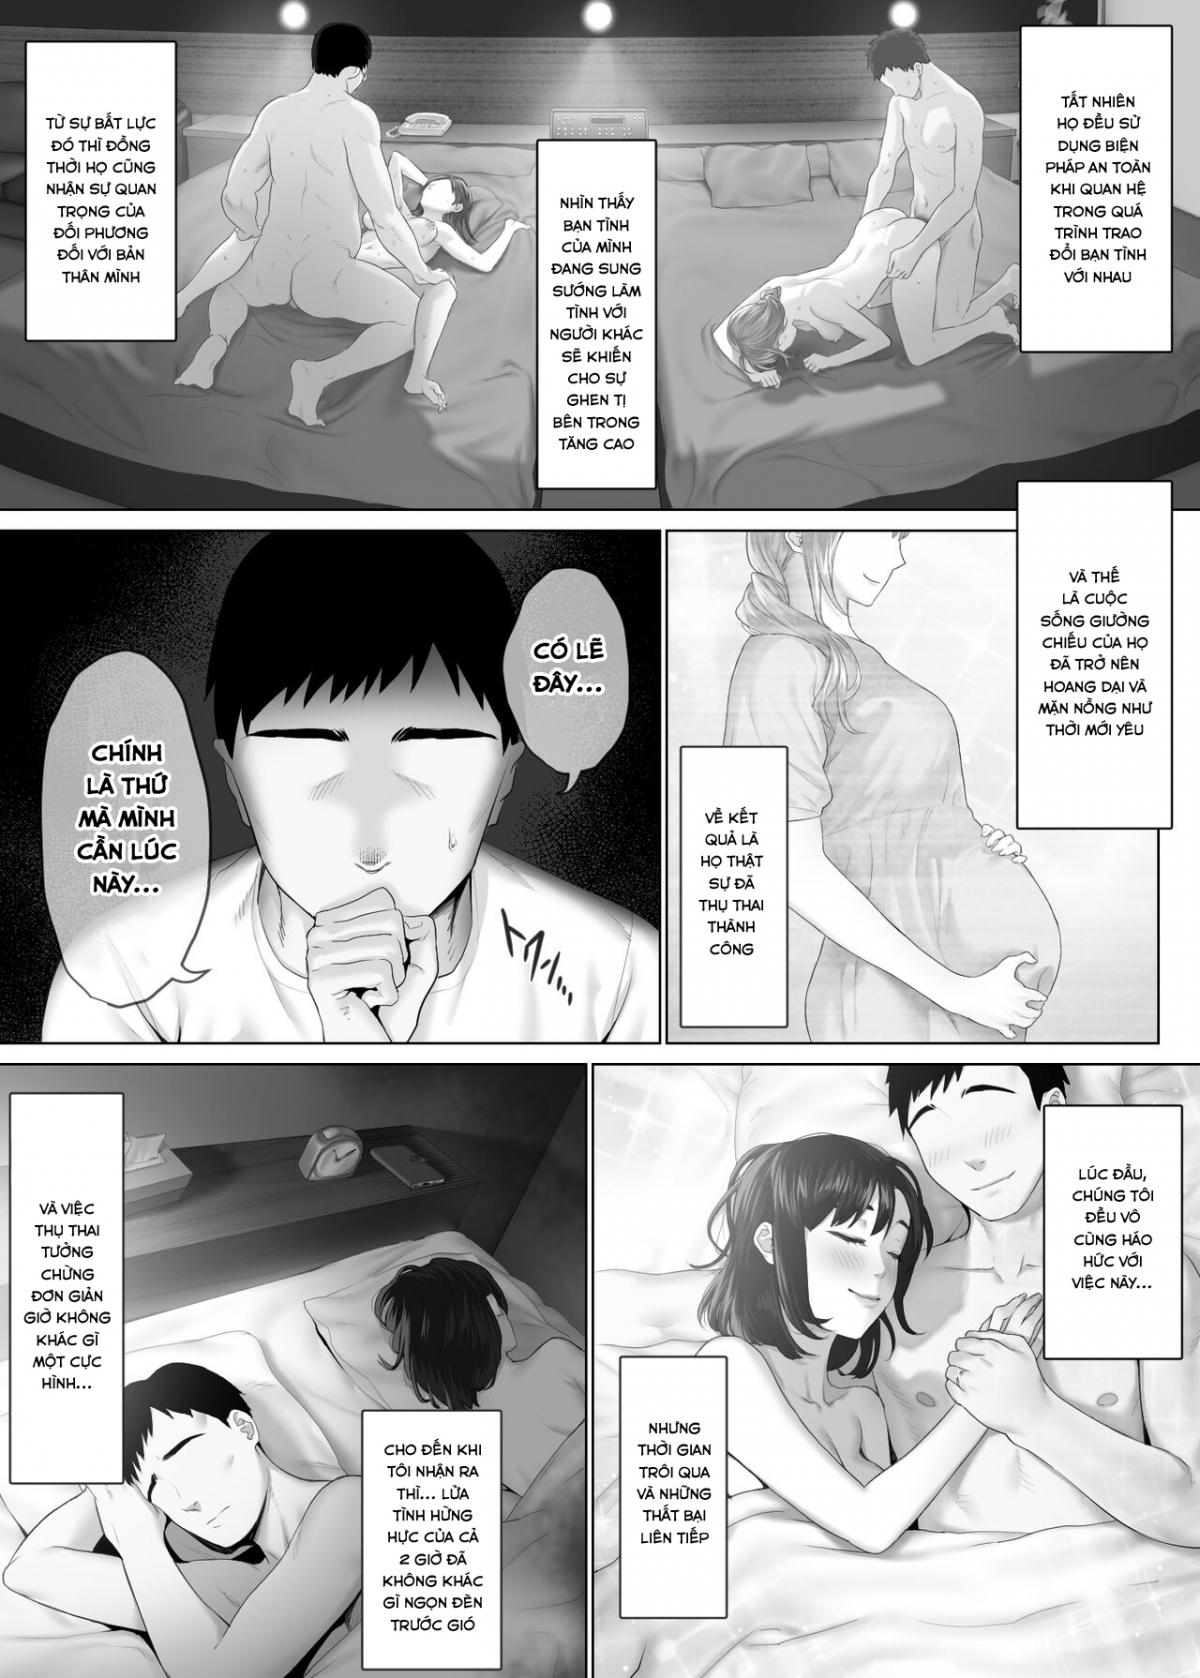 TẤT NHIÊN
HỌ ĐỀU SỬ
DỤNG BIỆN
PHÁP AN TOÀN
KHI QUAN HỆ
TRONG QUÁ
TRÌNH TRAO
ĐỔI BẠN TÌNH
VỚI NHAU
NHÌN THẤY
BẠN TÌNH
CỦA MÌNH
ĐANG SUNG
SƯỚNG LÀM
TÌNH VỚI
NGƯỜI KHÁC
SẼ KHIẾN
CHO SỰ
GHEN TỊ
BÊN TRONG
TĂNG CAO
TỪ SỰ BẤT LỰC
ĐÓ THÌ ĐỒNG
THỜI HỌ CŨNG
NHẬN SỰ QUAN
TRỌNG CỦA
ĐỐI PHƯƠNG
ĐỐI VỚI BẢN
THÂN MÌNH
VÀ THẾ
LÀ CUỘC
SỐNG GIƯỜNG
CHIẾU CỦA HỌ
ĐÃ TRỞ NÊN
HOANG DẠI VÀ
MẶN NỒNG NHƯ
THỜI MỚI YÊU
VỀ KẾT
QUẢ LÀ
HỌ THẬT
SỰ ĐÃ
THỤ THAI
THÀNH
CÔNG
CÓ LẼ
ĐÂY...
CHÍNH
LÀ THỨ
MÀ MÌNH
CẦN LÚC
NÀY...
LÚC ĐẦU,
CHÚNG TÔI
ĐỀU VÔ
CÙNG HÁO
HỨC VỚI
VIỆC NÀY...
NHƯNG
THỜI GIAN
TRÔI QUA
VÀ NHỮNG
THẤT BẠI
LIÊN TIẾP
CHO ĐẾN KHI
TÔI NHẬN RA
THÌ... LỬA
TÌNH HỪNG
HỰC CỦA CẢ
2 GIỜ ĐÃ
KHÔNG KHÁC
GÌ NGỌN ĐÈN
TRƯỚC GIÓ
VÀ VIỆC
THỤ THAI
TƯỞNG
CHỪNG
ĐƠN GIẢN
GIỜ KHÔNG
KHÁC GÌ
MỘT CỰC
HÌNH...